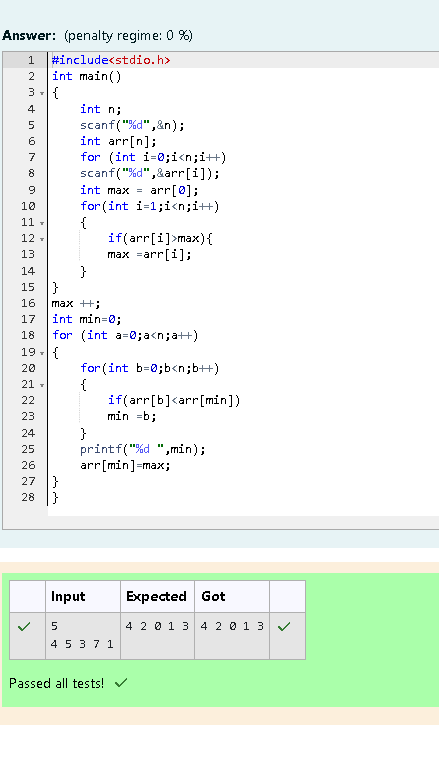 Answer: (penalty regime: 0 %)
1 #include<stdio.h>
2 int main()
3 {
4     int n;
5     scanf("%d",&n);
6     int arr[n];
7     for (int i=0;i<n;i++)
8     scanf("%d",&arr[i]);
9     int max = arr[0];
10     for(int i=1;i<n;i++)
11     {
12         if(arr[i]>max){
13         max =arr[i];
14     }
15 }
16 max ++;
17 int min=0;
18 for (int a=0;a<n;a++)
19 {
20     for(int b=0;b<n;b++)
21     {
22         if(arr[b]<arr[min])
23         min =b;
24     }
25     printf("%d ",min);
26     arr[min]=max;
27 }
28 }
Input Expected Got
5 4 2 0 1 3 4 2 0 1 3
4 5 3 7 1
Passed all tests!